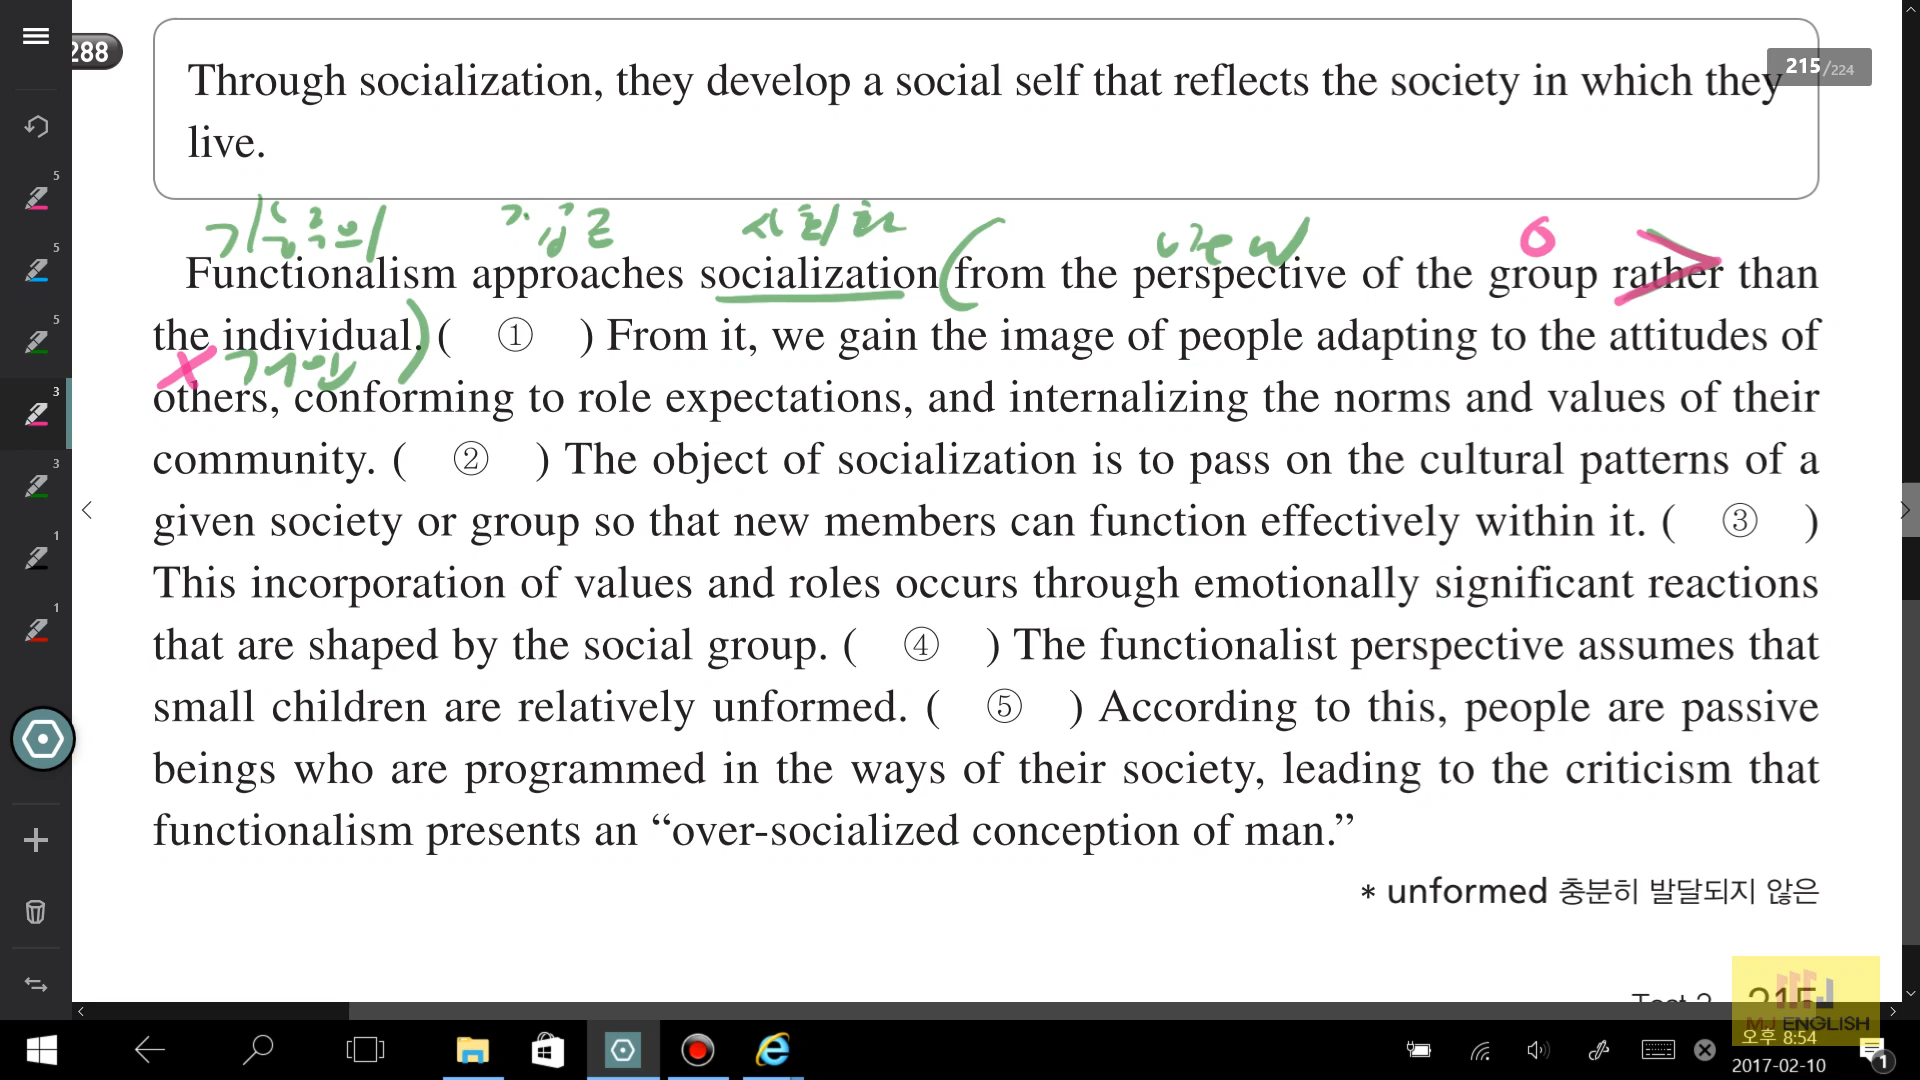 288
215/224
Through socialization, they develop a social self that reflects the society in which they
live.
기능주의 접근 사회화 view
Functionalism approaches socialization from the perspective of the group rather than
the individual. ( ① ) From it, we gain the image of people adapting to the attitudes of
개인
others, conforming to role expectations, and internalizing the norms and values of their
community. ( ② ) The object of socialization is to pass on the cultural patterns of a
given society or group so that new members can function effectively within it. ( ③ )
This incorporation of values and roles occurs through emotionally significant reactions
that are shaped by the social group. ( ④ ) The functionalist perspective assumes that
small children are relatively unformed. ( ⑤ ) According to this, people are passive
beings who are programmed in the ways of their society, leading to the criticism that
functionalism presents an “over-socialized conception of man.”
* unformed 충분히 발달되지 않은
5
5
5
3
3
1
1
MJ ENGLISH
오후 8:54
2017-02-10
1